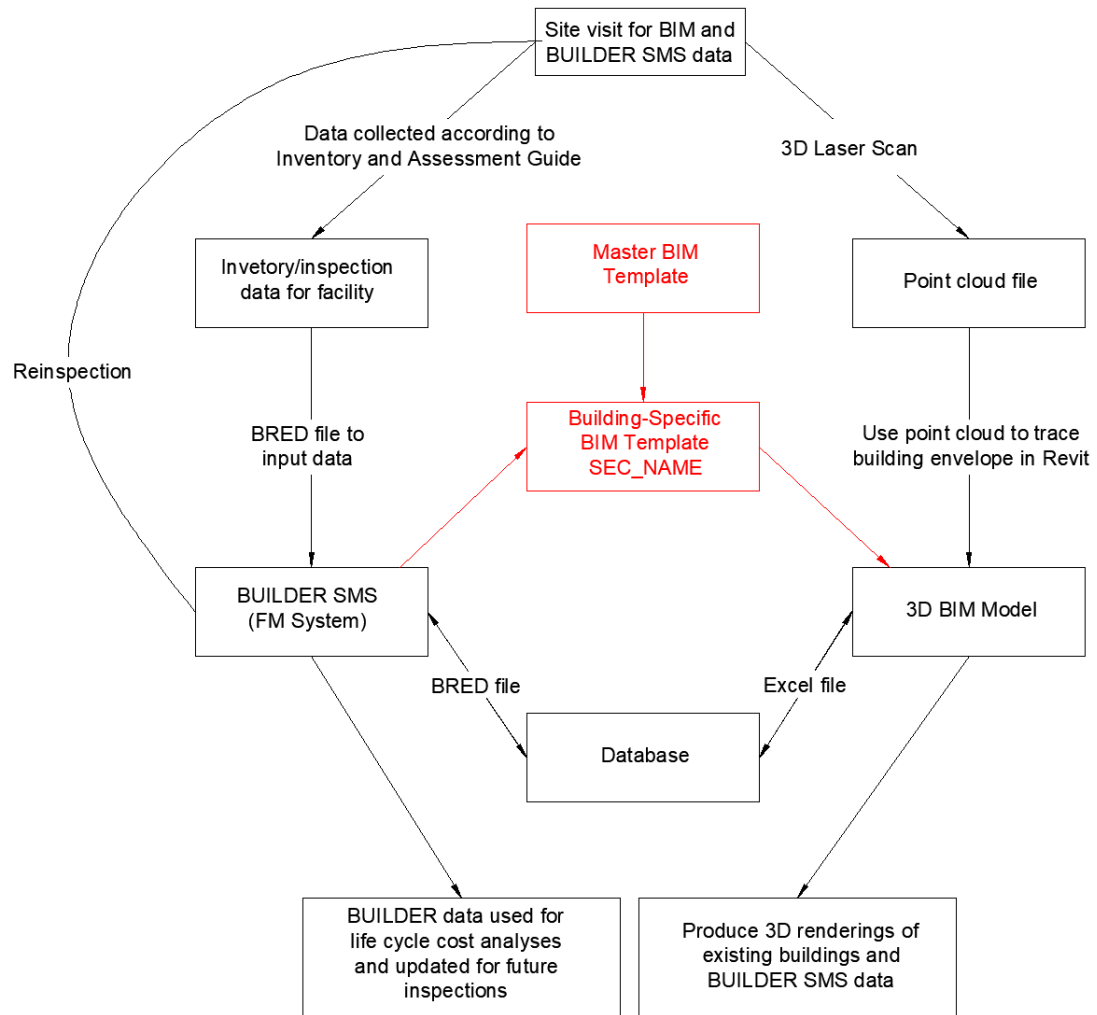 Site visit for BIM and
BUILDER SMS data
Data collected according to
Inventory and Assessment Guide
3D Laser Scan
Invetory/inspection
data for facility
Master BIM
Template
Point cloud file
Reinspection
BRED file to
input data
Building-Specific
BIM Template
SEC_NAME
Use point cloud to trace
building envelope in Revit
BUILDER SMS
(FM System)
3D BIM Model
BRED file
Excel file
Database
BUILDER data used for
life cycle cost analyses
and updated for future
inspections
Produce 3D renderings of
existing buildings and
BUILDER SMS data